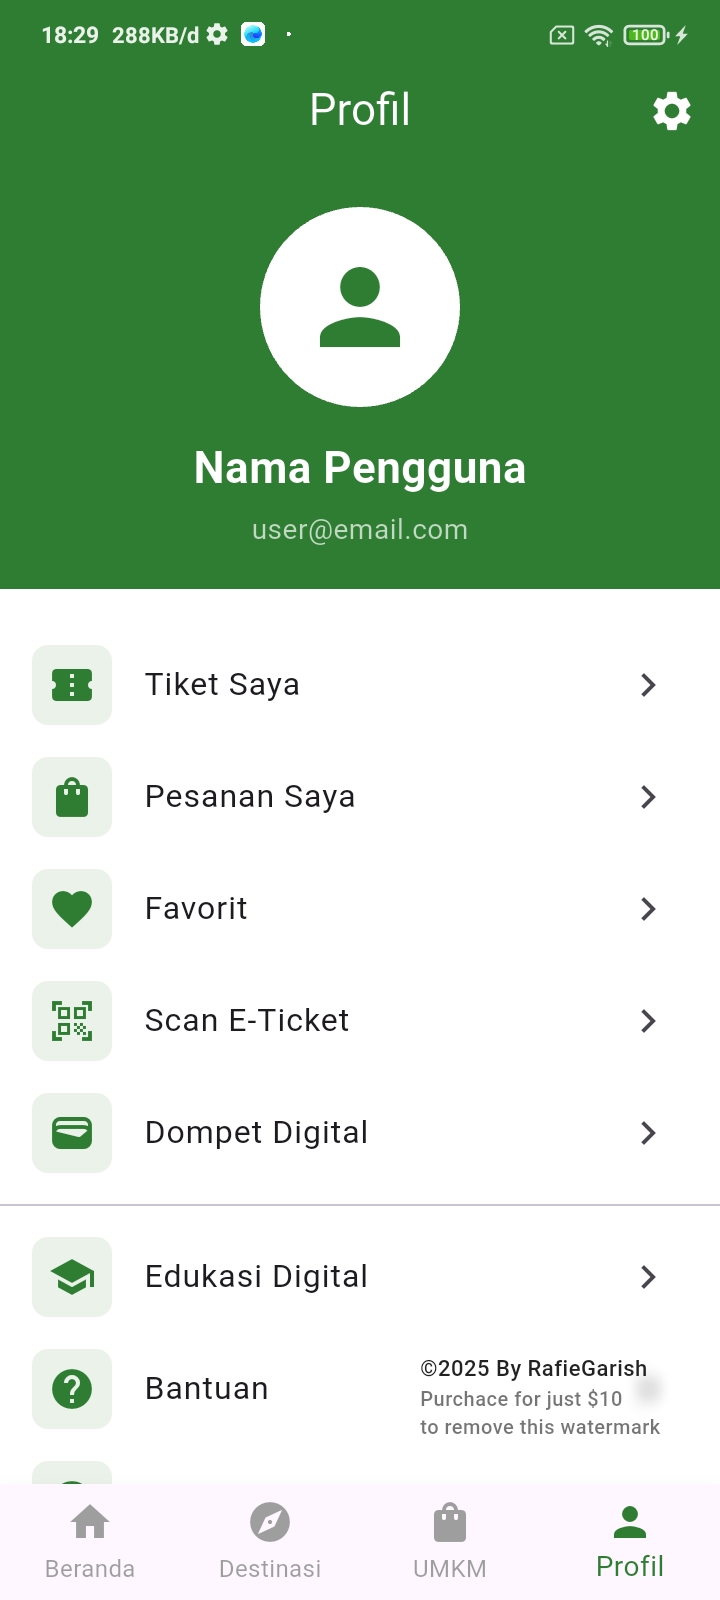 18:29 288KB/d
100
Profil
Nama Pengguna
user@email.com
Tiket Saya
Pesanan Saya
Favorit
Scan E-Ticket
Dompet Digital
Edukasi Digital
Bantuan
©2025 By RafieGarish
Purchace for just $10
to remove this watermark
Beranda
Destinasi
UMKM
Profil